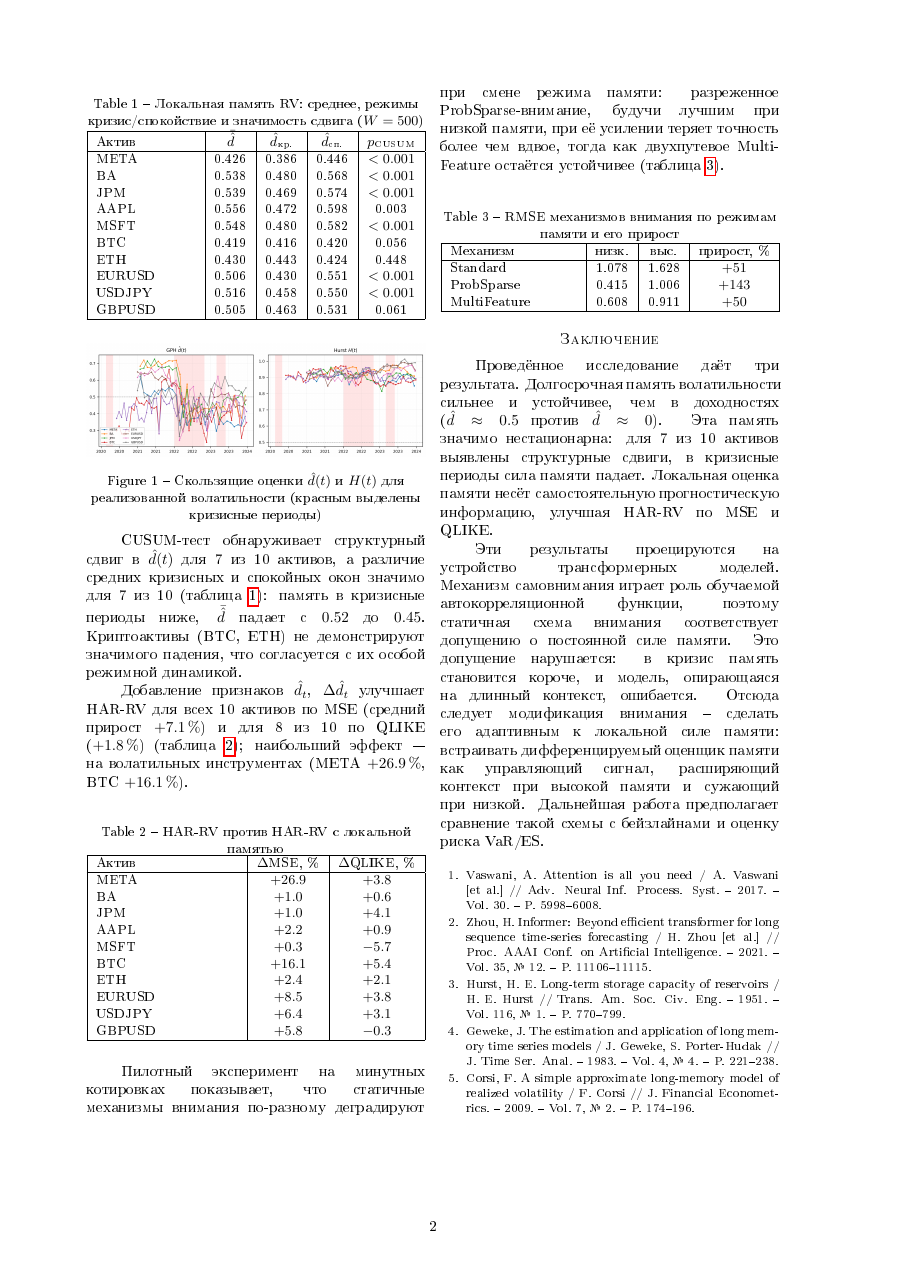 Table 1 – Локальная память RV: среднее, режимы
кризис/спокойствие и значимость сдвига (W = 500)
Актив d̄̂ d̂кр. d̂сп. pCUSUM
META 0.426 0.386 0.446 < 0.001
BA 0.538 0.480 0.568 < 0.001
JPM 0.539 0.469 0.574 < 0.001
AAPL 0.556 0.472 0.598 0.003
MSFT 0.548 0.480 0.582 < 0.001
BTC 0.419 0.416 0.420 0.056
ETH 0.430 0.443 0.424 0.448
EURUSD 0.506 0.430 0.551 < 0.001
USDJPY 0.516 0.458 0.550 < 0.001
GBPUSD 0.505 0.463 0.531 0.061
GPH d̂(t)
Hurst H(t)
Figure 1 – Скользящие оценки d̂(t) и H(t) для
реализованной волатильности (красным выделены
кризисные периоды)
CUSUM-тест обнаруживает структурный
сдвиг в d̂(t) для 7 из 10 активов, а различие
средних кризисных и спокойных окон значимо
для 7 из 10 (таблица 1): память в кризисные
периоды ниже, d̄̂ падает с 0.52 до 0.45.
Криптоактивы (BTC, ETH) не демонстрируют
значимого падения, что согласуется с их особой
режимной динамикой.
Добавление признаков d̂t, Δd̂t улучшает
HAR-RV для всех 10 активов по MSE (средний
прирост +7.1 %) и для 8 из 10 по QLIKE
(+1.8 %) (таблица 2); наибольший эффект —
на волатильных инструментах (META +26.9 %,
BTC +16.1 %).
Table 2 – HAR-RV против HAR-RV с локальной
памятью
Актив ΔMSE, % ΔQLIKE, %
META +26.9 +3.8
BA +1.0 +0.6
JPM +1.0 +4.1
AAPL +2.2 +0.9
MSFT +0.3 −5.7
BTC +16.1 +5.4
ETH +2.4 +2.1
EURUSD +8.5 +3.8
USDJPY +6.4 +3.1
GBPUSD +5.8 −0.3
Пилотный эксперимент на минутных
котировках показывает, что статичные
механизмы внимания по-разному деградируют
при смене режима памяти: разреженное
ProbSparse-внимание, будучи лучшим при
низкой памяти, при её усилении теряет точность
более чем вдвое, тогда как двухпутевое Multi-
Feature остаётся устойчивее (таблица 3).
Table 3 – RMSE механизмов внимания по режимам
памяти и его прирост
Механизм низк. выс. прирост, %
Standard 1.078 1.628 +51
ProbSparse 0.415 1.006 +143
MultiFeature 0.608 0.911 +50
Заключение
Проведённое исследование даёт три
результата. Долгосрочная память волатильности
сильнее и устойчивее, чем в доходностях
(d̂ ≈ 0.5 против d̂ ≈ 0). Эта память
значимо нестационарна: для 7 из 10 активов
выявлены структурные сдвиги, в кризисные
периоды сила памяти падает. Локальная оценка
памяти несёт самостоятельную прогностическую
информацию, улучшая HAR-RV по MSE и
QLIKE.
Эти результаты проецируются на
устройство трансформерных моделей.
Механизм самовнимания играет роль обучаемой
автокорреляционной функции, поэтому
статичная схема внимания соответствует
допущению о постоянной силе памяти. Это
допущение нарушается: в кризис память
становится короче, и модель, опирающаяся
на длинный контекст, ошибается. Отсюда
следует модификация внимания – сделать
его адаптивным к локальной силе памяти:
встраивать дифференцируемый оценщик памяти
как управляющий сигнал, расширяющий
контекст при высокой памяти и сужающий
при низкой. Дальнейшая работа предполагает
сравнение такой схемы с бейзлайнами и оценку
риска VaR/ES.
1. Vaswani, A. Attention is all you need / A. Vaswani
[et al.] // Adv. Neural Inf. Process. Syst. – 2017. –
Vol. 30. – P. 5998–6008.
2. Zhou, H. Informer: Beyond efficient transformer for long
sequence time-series forecasting / H. Zhou [et al.] //
Proc. AAAI Conf. on Artificial Intelligence. – 2021. –
Vol. 35, № 12. – P. 11106–11115.
3. Hurst, H. E. Long-term storage capacity of reservoirs /
H. E. Hurst // Trans. Am. Soc. Civ. Eng. – 1951. –
Vol. 116, № 1. – P. 770–799.
4. Geweke, J. The estimation and application of long mem-
ory time series models / J. Geweke, S. Porter-Hudak //
J. Time Ser. Anal. – 1983. – Vol. 4, № 4. – P. 221–238.
5. Corsi, F. A simple approximate long-memory model of
realized volatility / F. Corsi // J. Financial Economet-
rics. – 2009. – Vol. 7, № 2. – P. 174–196.
2